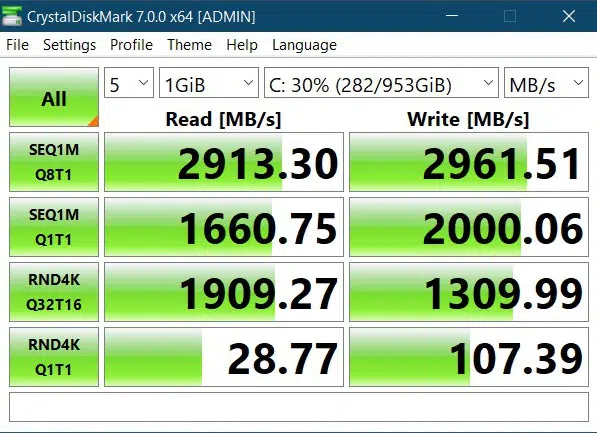 CrystalDiskMark 7.0.0 x64 [ADMIN]
File Settings Profile Theme Help Language
All 5 1GiB C: 30% (282/953GiB) MB/s
Read [MB/s] Write [MB/s]
SEQ1M
Q8T1
2913.30 2961.51
SEQ1M
Q1T1
1660.75 2000.06
RND4K
Q32T16
1909.27 1309.99
RND4K
Q1T1
28.77 107.39